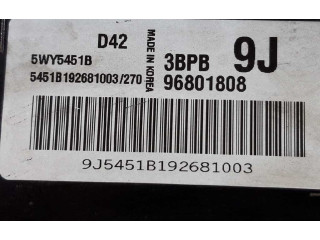 D42
5WY5451B
5451B192681003/270
MADE IN KOREA
3BPB 9J
96801808
9J5451B192681003